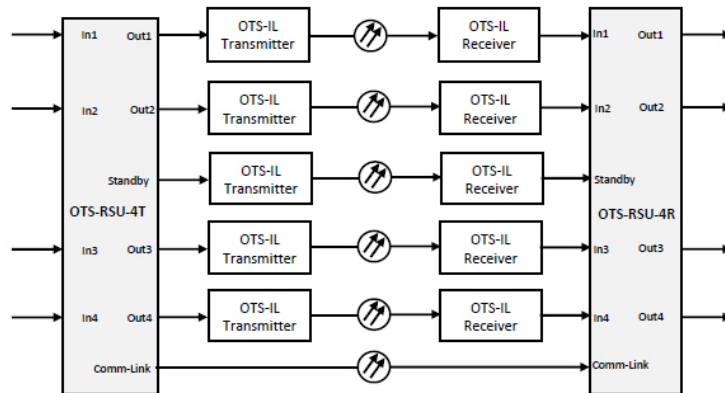 In1 Out1 OTS-IL Transmitter OTS-IL Receiver In1 Out1
In2 Out2 OTS-IL Transmitter OTS-IL Receiver In2 Out2
Standby OTS-IL Transmitter OTS-IL Receiver Standby
OTS-RSU-4T OTS-RSU-4R
In3 Out3 OTS-IL Transmitter OTS-IL Receiver In3 Out3
In4 Out4 OTS-IL Transmitter OTS-IL Receiver In4 Out4
Comm-Link Comm-Link